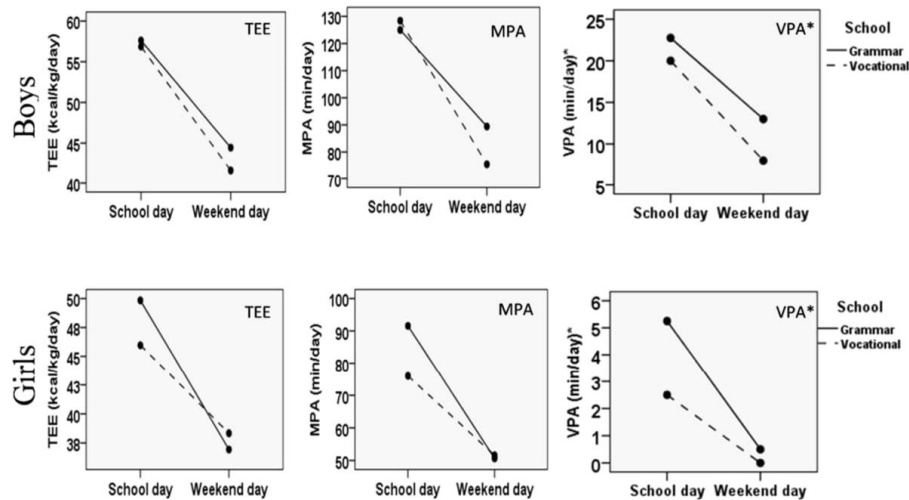 Boys
TEE (kcal/kg/day)
60
55
50
45
40
TEE
School day Weekend day
MPA (min/day)
130
120
110
100
90
80
70
MPA
School day Weekend day
VPA (min/day)*
25
20
15
10
5
VPA*
School day Weekend day
School
Grammar
Vocational
Girls
TEE (kcal/kg/day)
50
48
45
43
40
38
TEE
School day Weekend day
MPA (min/day)
100
90
80
70
60
50
MPA
School day Weekend day
VPA (min/day)*
6
5
4
3
2
1
0
VPA*
School day Weekend day
School
Grammar
Vocational